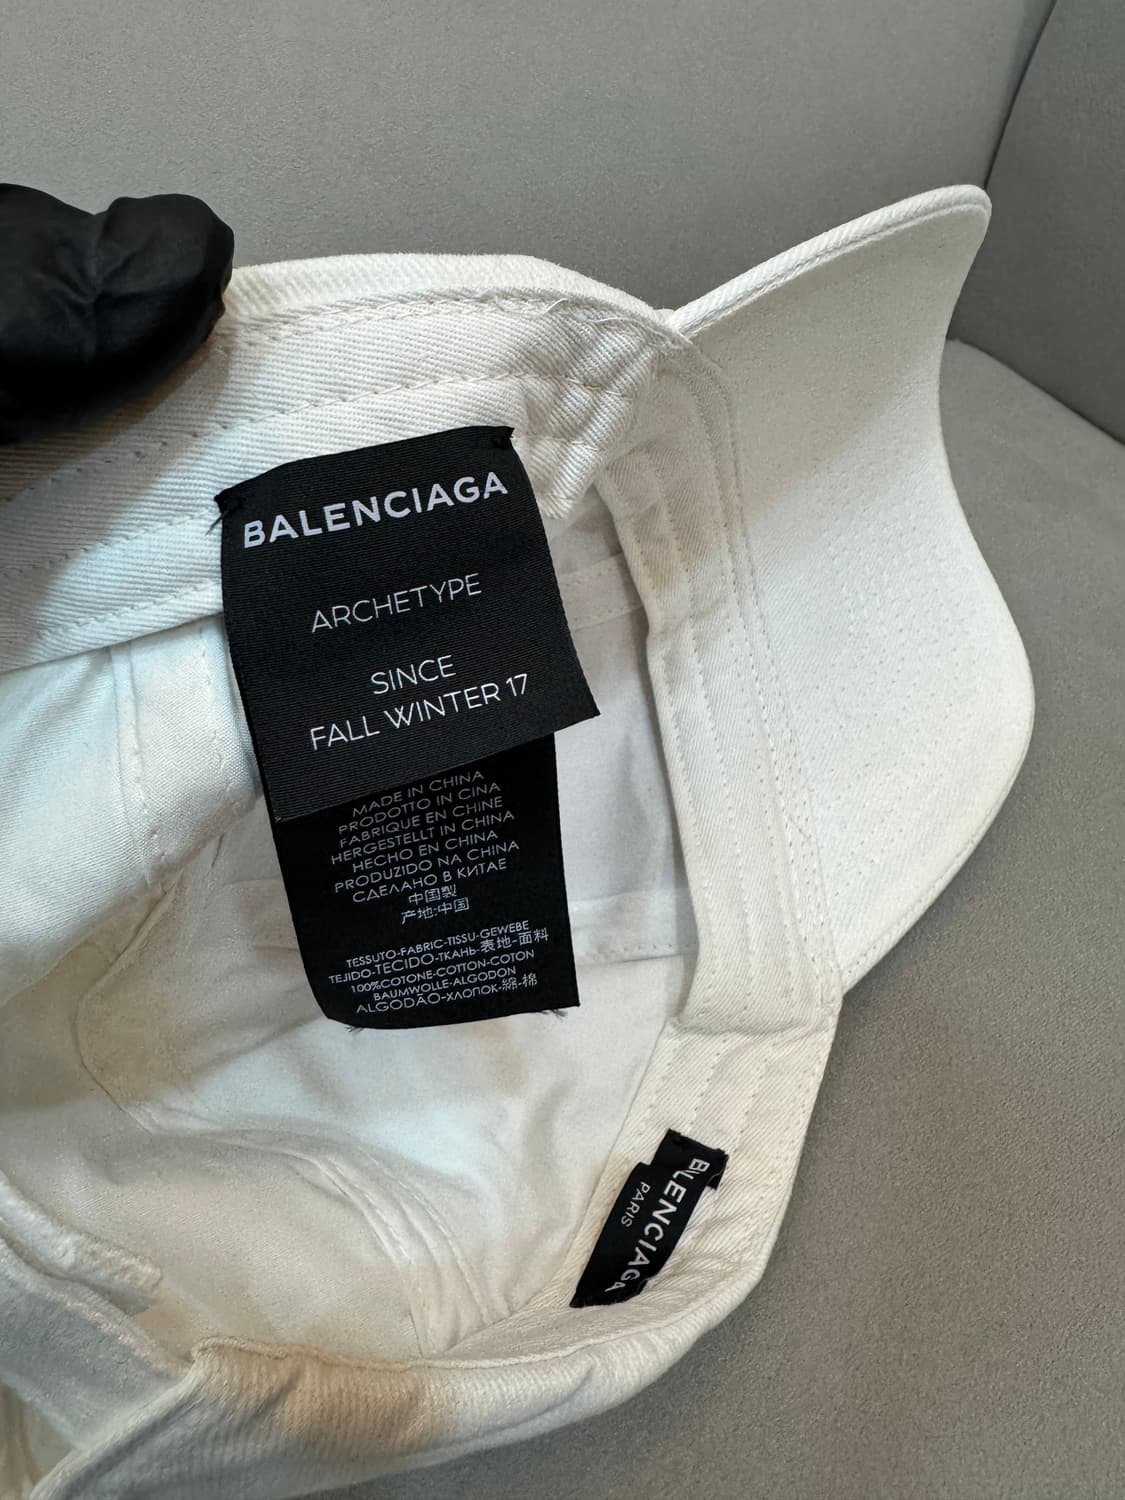 BALENCIAGA
ARCHETYPE
SINCE
FALL WINTER 17
MADE IN CHINA
PRODOTTO IN CINA
FABRIQUE EN CHINE
HERGESTELLT IN CHINA
HECHO EN CHINA
PRODUZIDO NA CHINA
СДЕЛАНО В КИТАЕ
中国製
产地:中国
TESSUTO-FABRIC-TISSU-GEWEBE
TEJIDO-TECIDO-ТКАНЬ-表地-面料
100%COTONE-COTTON-COTON
BAUMWOLLE-ALGODON
ALGODÃO-ХЛОПОК-綿-棉
BALENCIAGA
PARIS